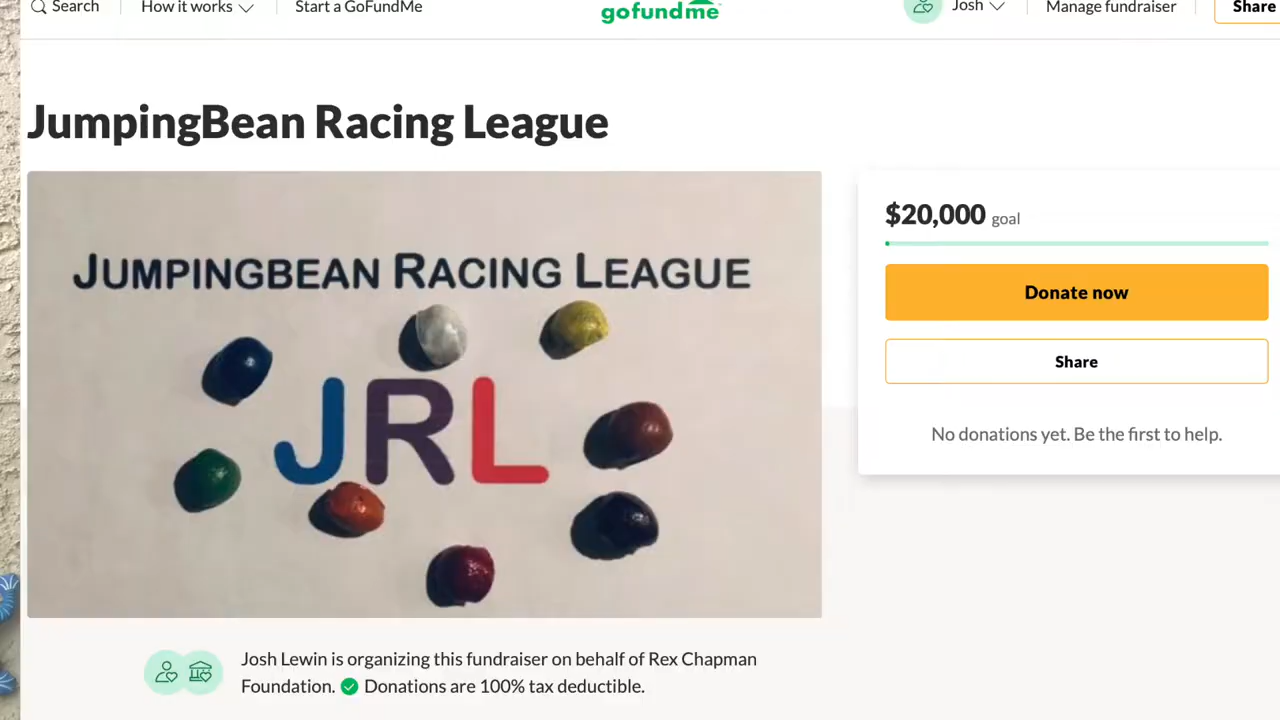 Search
How it works
Start a GoFundMe
gofundme
Josh
Manage fundraiser
Share
JumpingBean Racing League
JUMPINGBEAN RACING LEAGUE
JRL
$20,000 goal
Donate now
Share
No donations yet. Be the first to help.
Josh Lewin is organizing this fundraiser on behalf of Rex Chapman
Foundation. Donations are 100% tax deductible.